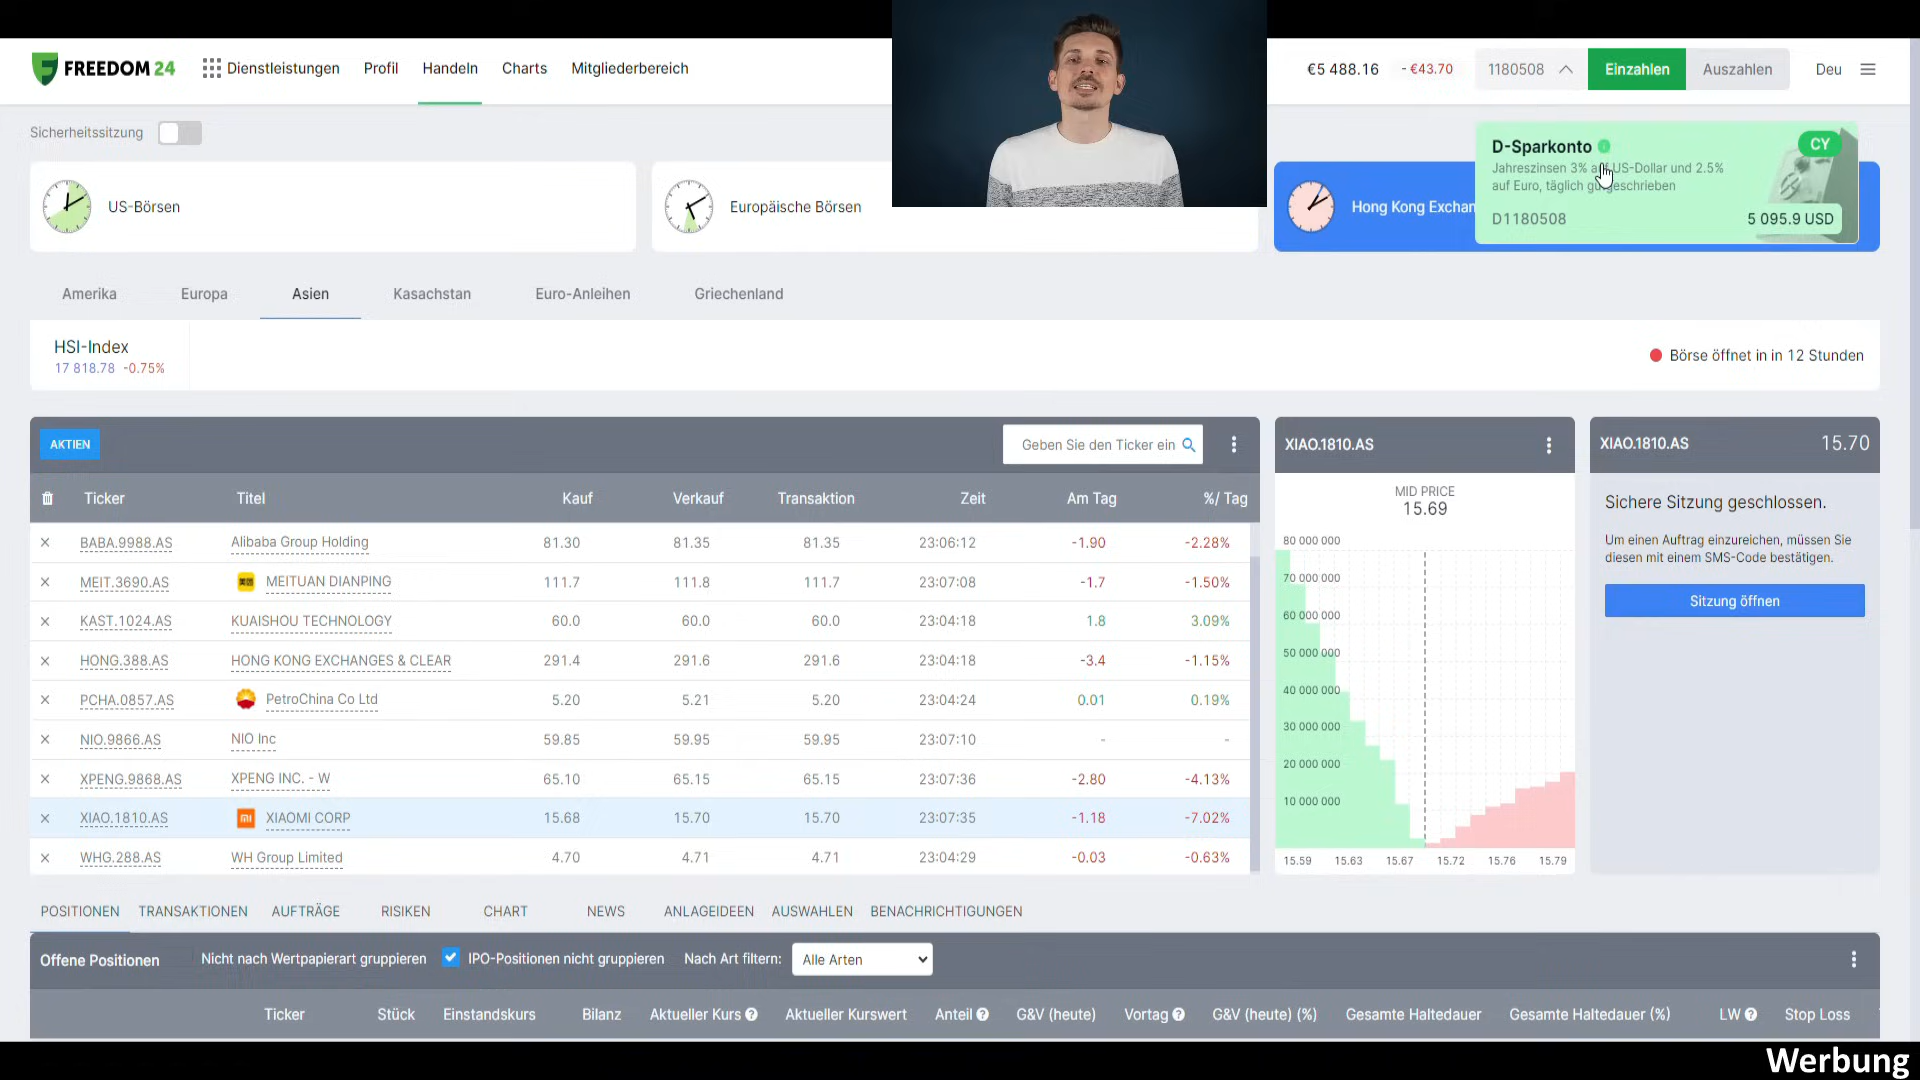 FREEDOM 24
Dienstleistungen
Profil
Handeln
Charts
Mitgliederbereich
€5 488.16
- €43.70
1180508
Einzahlen
Auszahlen
Deu
Sicherheitssitzung
US-Börsen
Europäische Börsen
Hong Kong Exchan
D-Sparkonto
CY
Jahreszinsen 3% auf US-Dollar und 2.5%
auf Euro, täglich gutgeschrieben
D1180508
5 095.9 USD
Amerika
Europa
Asien
Kasachstan
Euro-Anleihen
Griechenland
HSI-Index
17 818.78 -0.75%
Börse öffnet in in 12 Stunden
AKTIEN
Geben Sie den Ticker ein
Ticker Titel Kauf Verkauf Transaktion Zeit Am Tag %/ Tag
BABA.9988.AS Alibaba Group Holding 81.30 81.35 81.35 23:06:12 -1.90 -2.28%
MEIT.3690.AS MEITUAN DIANPING 111.7 111.8 111.7 23:07:08 -1.7 -1.50%
KAST.1024.AS KUAISHOU TECHNOLOGY 60.0 60.0 60.0 23:04:18 1.8 3.09%
HONG.388.AS HONG KONG EXCHANGES & CLEAR 291.4 291.6 291.6 23:04:18 -3.4 -1.15%
PCHA.0857.AS PetroChina Co Ltd 5.20 5.21 5.20 23:04:24 0.01 0.19%
NIO.9866.AS NIO Inc 59.85 59.95 59.95 23:07:10 - -
XPENG.9868.AS XPENG INC. - W 65.10 65.15 65.15 23:07:36 -2.80 -4.13%
XIAO.1810.AS XIAOMI CORP 15.68 15.70 15.70 23:07:35 -1.18 -7.02%
WHG.288.AS WH Group Limited 4.70 4.71 4.71 23:04:29 -0.03 -0.63%
XIAO.1810.AS
MID PRICE
15.69
80 000 000
70 000 000
60 000 000
50 000 000
40 000 000
30 000 000
20 000 000
10 000 000
15.59 15.63 15.67 15.72 15.76 15.79
XIAO.1810.AS 15.70
Sichere Sitzung geschlossen.
Um einen Auftrag einzureichen, müssen Sie
diesen mit einem SMS-Code bestätigen.
Sitzung öffnen
POSITIONEN TRANSAKTIONEN AUFTRÄGE RISIKEN CHART NEWS ANLAGEIDEEN AUSWAHLEN BENACHRICHTIGUNGEN
Offene Positionen Nicht nach Wertpapierart gruppieren IPO-Positionen nicht gruppieren Nach Art filtern: Alle Arten
Ticker Stück Einstandskurs Bilanz Aktueller Kurs Aktueller Kurswert Anteil G&V (heute) Vortag G&V (heute) (%) Gesamte Haltedauer Gesamte Haltedauer (%) LW Stop Loss
Werbung